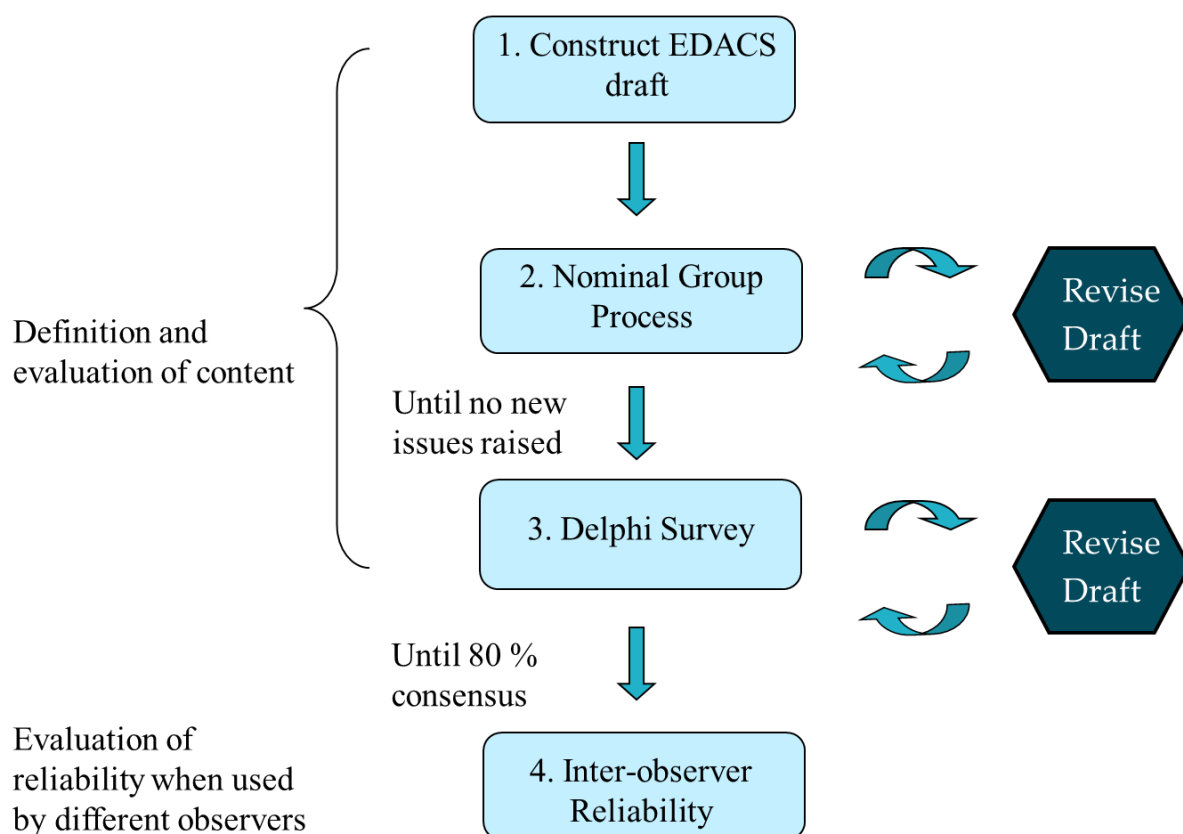 1. Construct EDACS
draft
2. Nominal Group
Process
Revise
Draft
Definition and
evaluation of content
Until no new
issues raised
3. Delphi Survey
Revise
Draft
Until 80 %
consensus
Evaluation of
reliability when used
by different observers
4. Inter-observer
Reliability